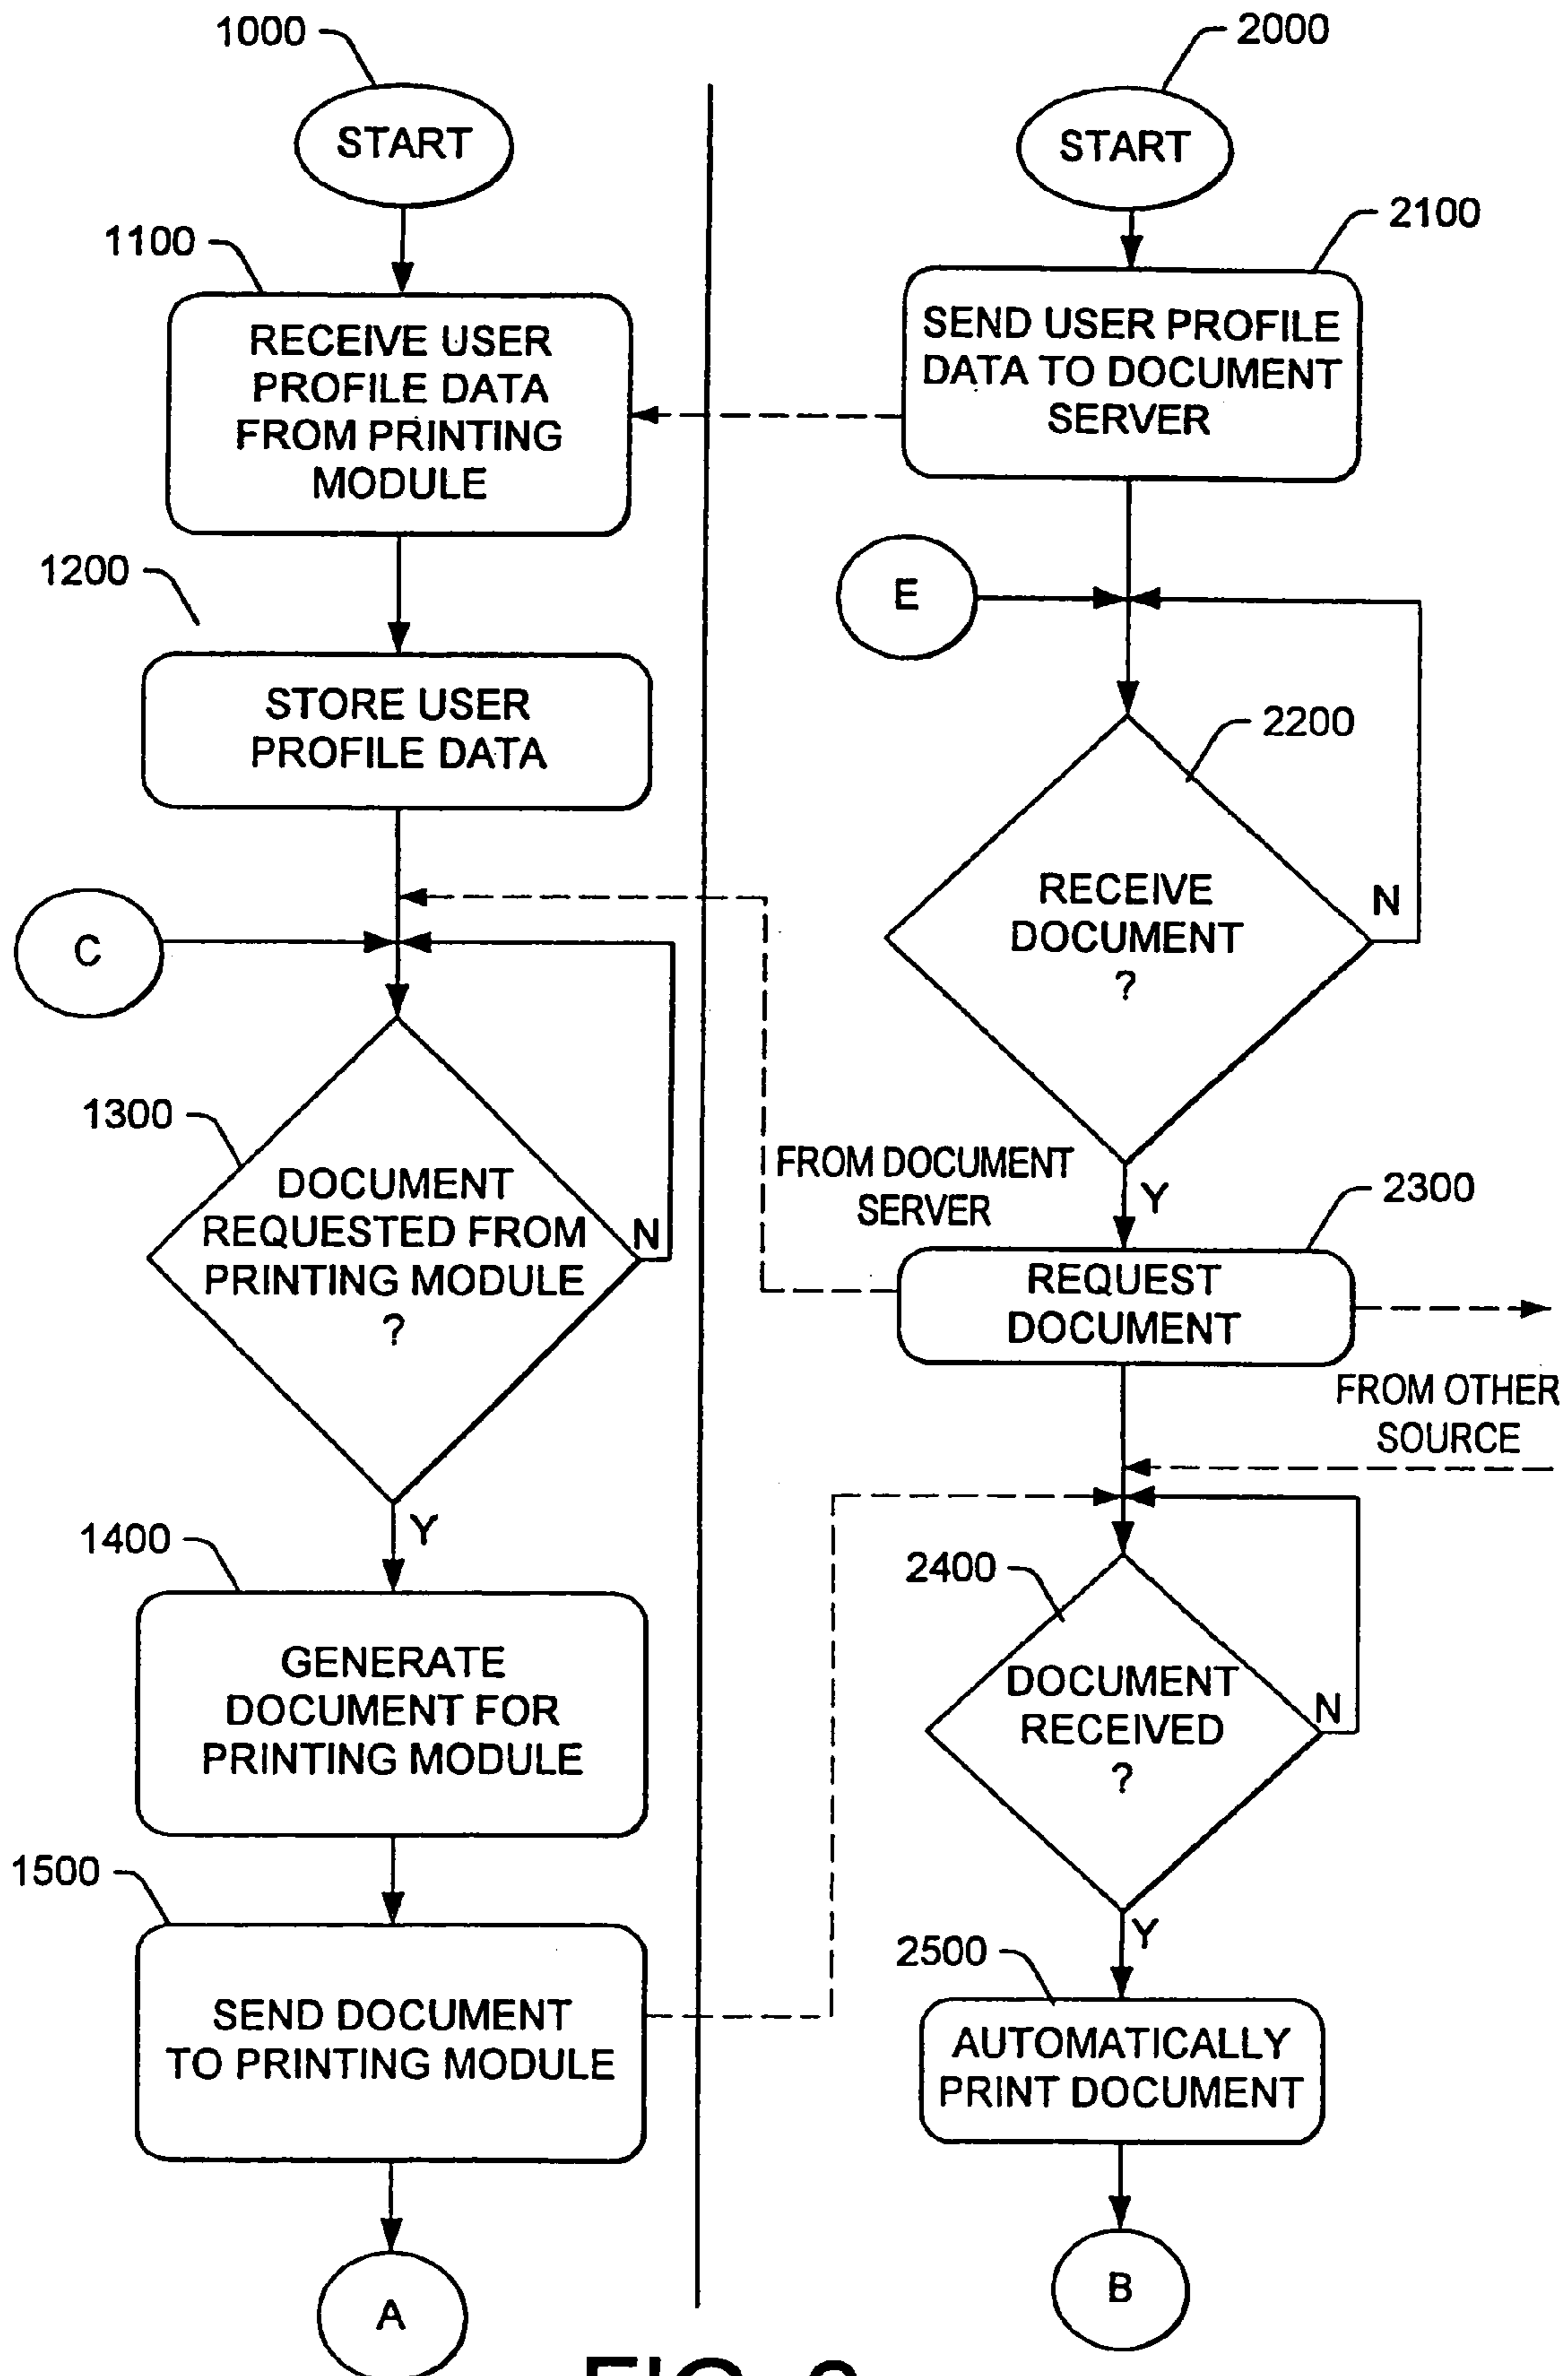 1000
START
1100
RECEIVE USER
PROFILE DATA
FROM PRINTING
MODULE
1200
STORE USER
PROFILE DATA
C
1300
DOCUMENT
REQUESTED FROM
PRINTING MODULE
?
N
Y
1400
GENERATE
DOCUMENT FOR
PRINTING MODULE
1500
SEND DOCUMENT
TO PRINTING MODULE
A
2000
START
2100
SEND USER PROFILE
DATA TO DOCUMENT
SERVER
E
2200
RECEIVE
DOCUMENT
?
N
FROM DOCUMENT
SERVER
Y
2300
REQUEST
DOCUMENT
FROM OTHER
SOURCE
2400
DOCUMENT
RECEIVED
?
N
Y
2500
AUTOMATICALLY
PRINT DOCUMENT
B
FIG.